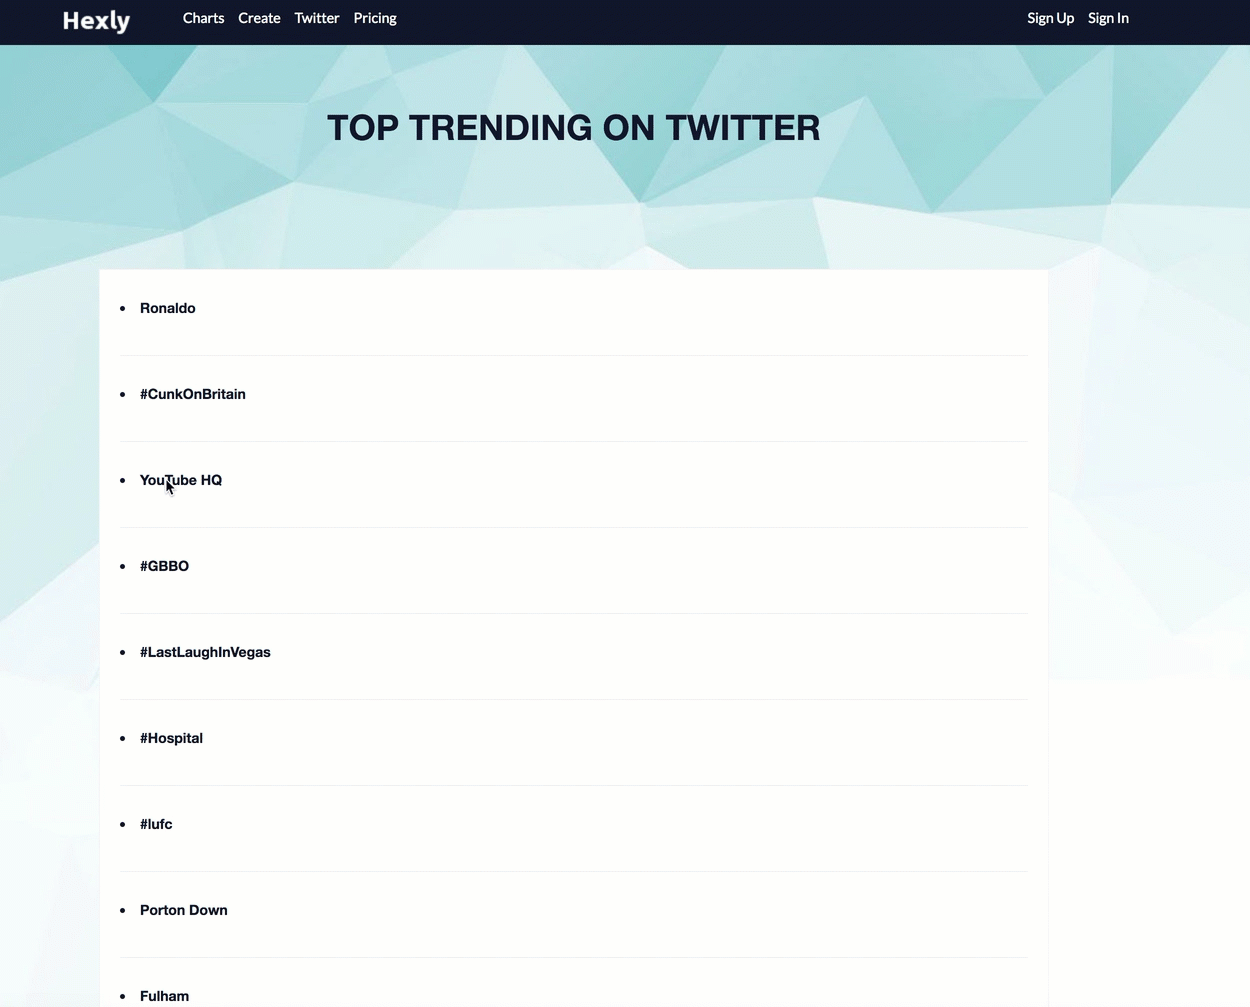 Hexly Charts Create Twitter Pricing Sign Up Sign In
TOP TRENDING ON TWITTER
Ronaldo
#CunkOnBritain
YouTube HQ
#GBBO
#LastLaughInVegas
#Hospital
#lufc
Porton Down
Fulham